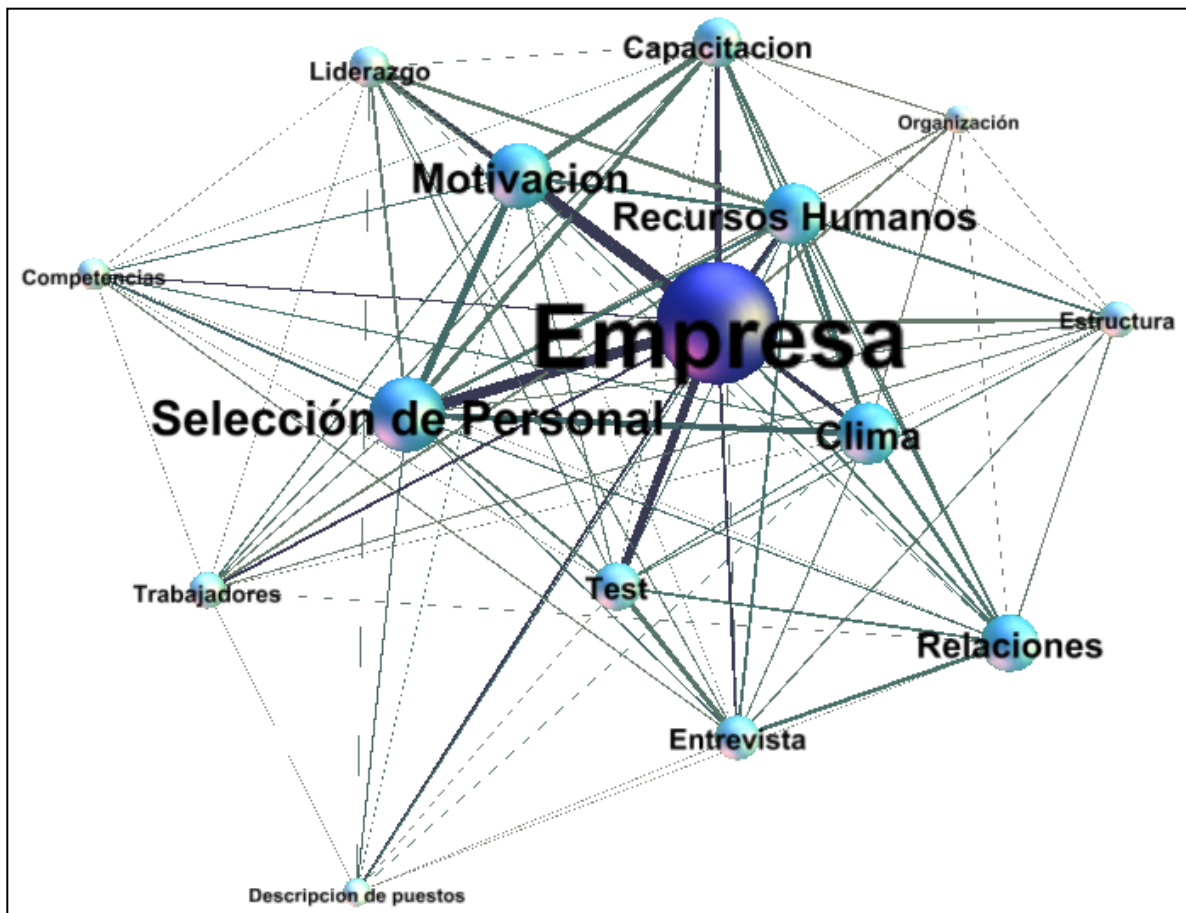 Capacitacion
Liderazgo
Organización
Motivacion
Recursos Humanos
Competencias
Empresa
Estructura
Selección de Personal
Clima
Test
Trabajadores
Relaciones
Entrevista
Descripción de puestos